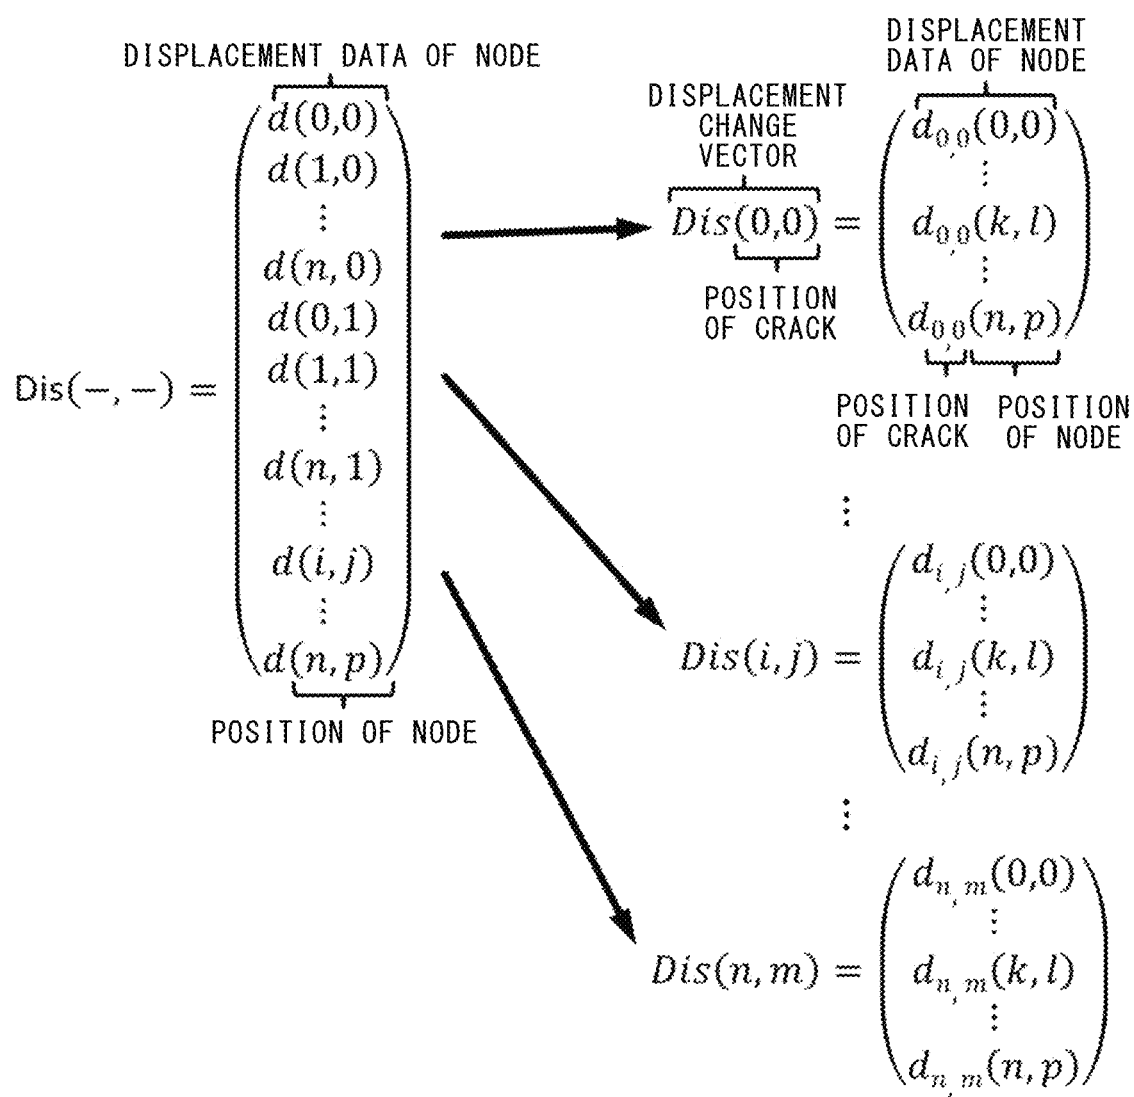 DISPLACEMENT DATA OF NODE
d(0,0)
d(1,0)
⋮
d(n,0)
d(0,1)
Dis(−,−) = d(1,1)
⋮
d(n,1)
⋮
d(i,j)
⋮
d(n,p)
POSITION OF NODE
DISPLACEMENT
DATA OF NODE
DISPLACEMENT
CHANGE
VECTOR
d0,0(0,0)
⋮
Dis(0,0) = d0,0(k,l)
⋮
d0,0(n,p)
POSITION
OF CRACK
POSITION
OF CRACK
POSITION
OF NODE
⋮
di,j(0,0)
⋮
Dis(i,j) = di,j(k,l)
⋮
di,j(n,p)
⋮
dn,m(0,0)
⋮
Dis(n,m) = dn,m(k,l)
⋮
dn,m(n,p)